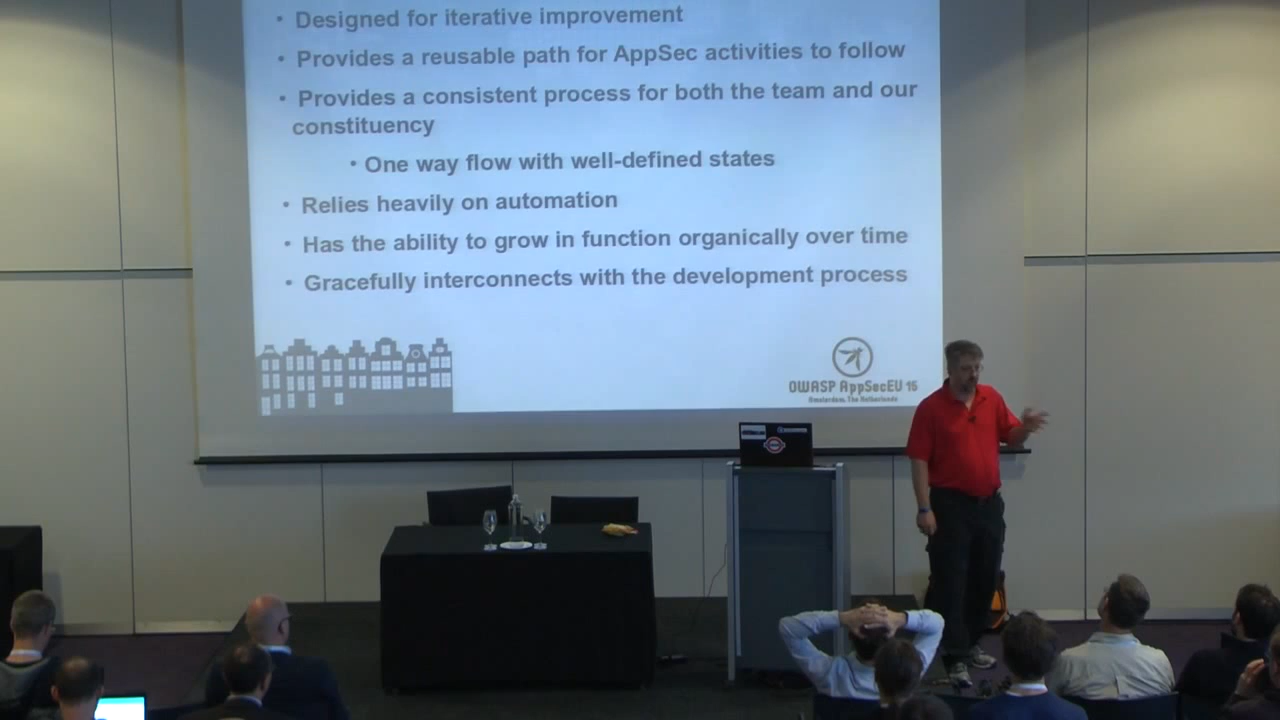 • Designed for iterative improvement
• Provides a reusable path for AppSec activities to follow
• Provides a consistent process for both the team and our
constituency
• One way flow with well-defined states
• Relies heavily on automation
• Has the ability to grow in function organically over time
• Gracefully interconnects with the development process
OWASP AppSecEU 15
Amsterdam, The Netherlands